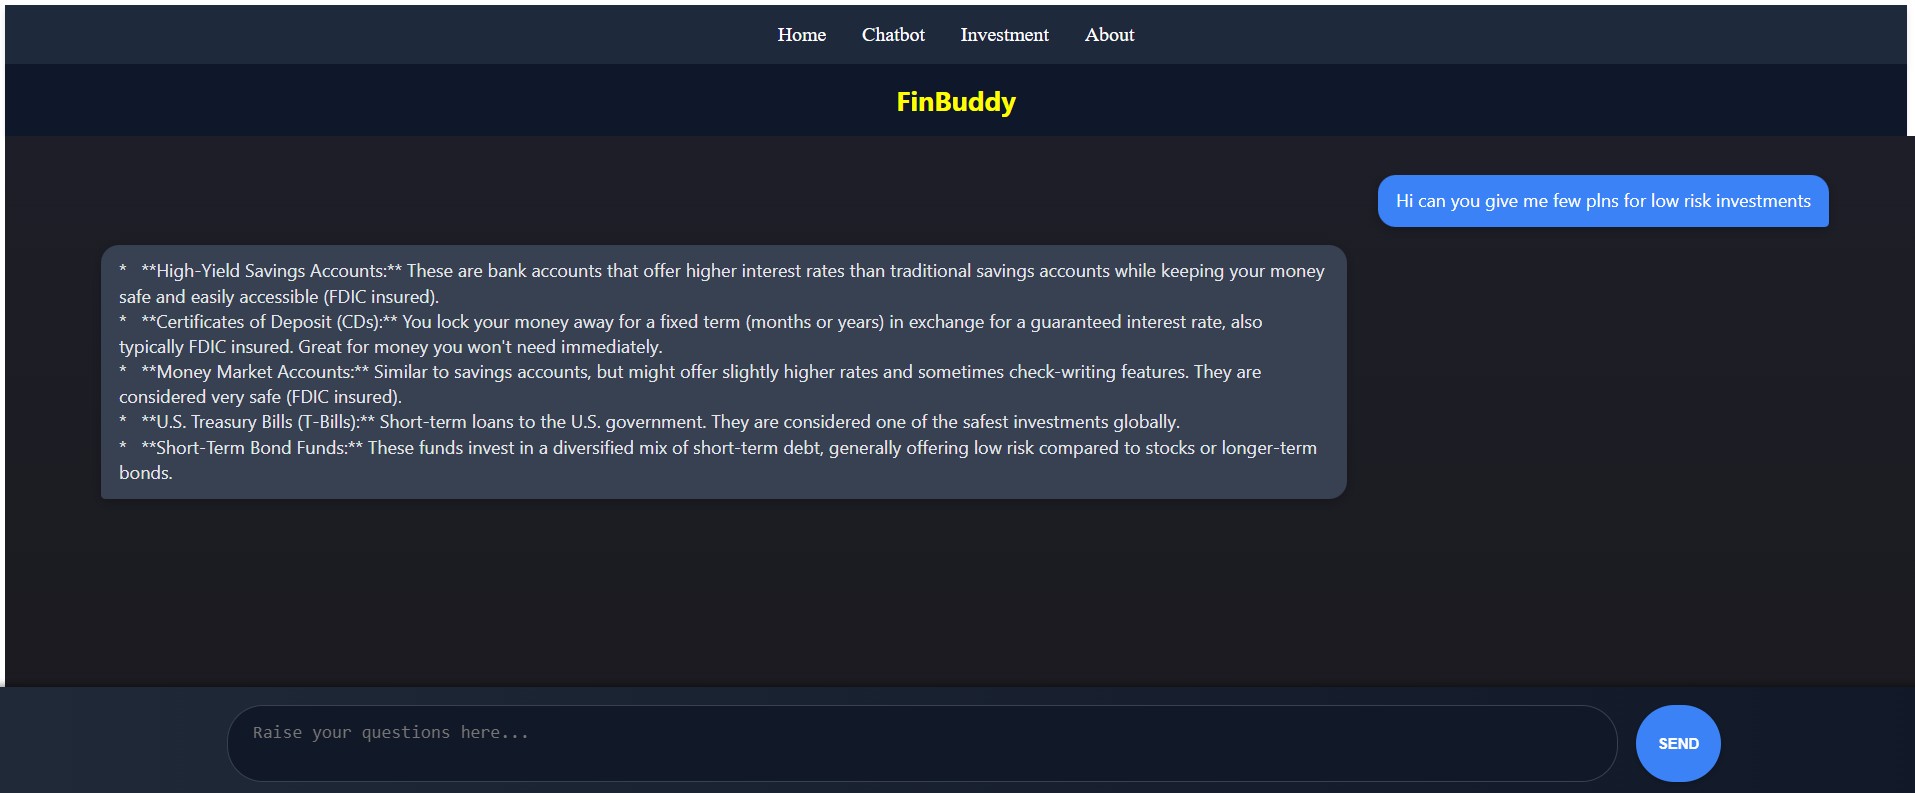 Home Chatbot Investment About
FinBuddy
Hi can you give me few plns for low risk investments
*   **High-Yield Savings Accounts:** These are bank accounts that offer higher interest rates than traditional savings accounts while keeping your money
safe and easily accessible (FDIC insured).
*   **Certificates of Deposit (CDs):** You lock your money away for a fixed term (months or years) in exchange for a guaranteed interest rate, also
typically FDIC insured. Great for money you won't need immediately.
*   **Money Market Accounts:** Similar to savings accounts, but might offer slightly higher rates and sometimes check-writing features. They are
considered very safe (FDIC insured).
*   **U.S. Treasury Bills (T-Bills):** Short-term loans to the U.S. government. They are considered one of the safest investments globally.
*   **Short-Term Bond Funds:** These funds invest in a diversified mix of short-term debt, generally offering low risk compared to stocks or longer-term
bonds.
Raise your questions here...
SEND